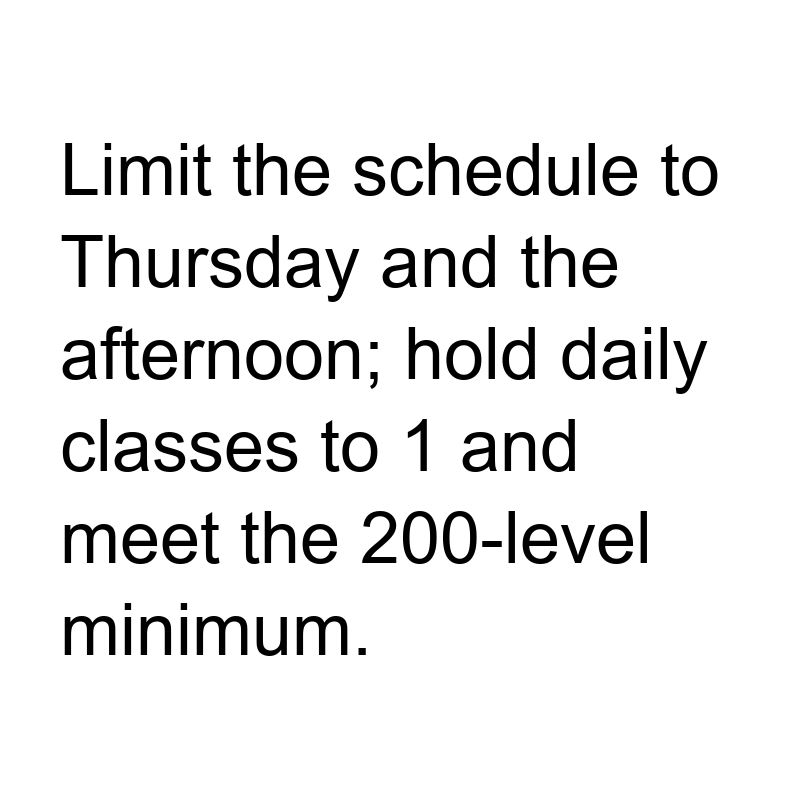 Limit the schedule to
Thursday and the
afternoon; hold daily
classes to 1 and
meet the 200-level
minimum.